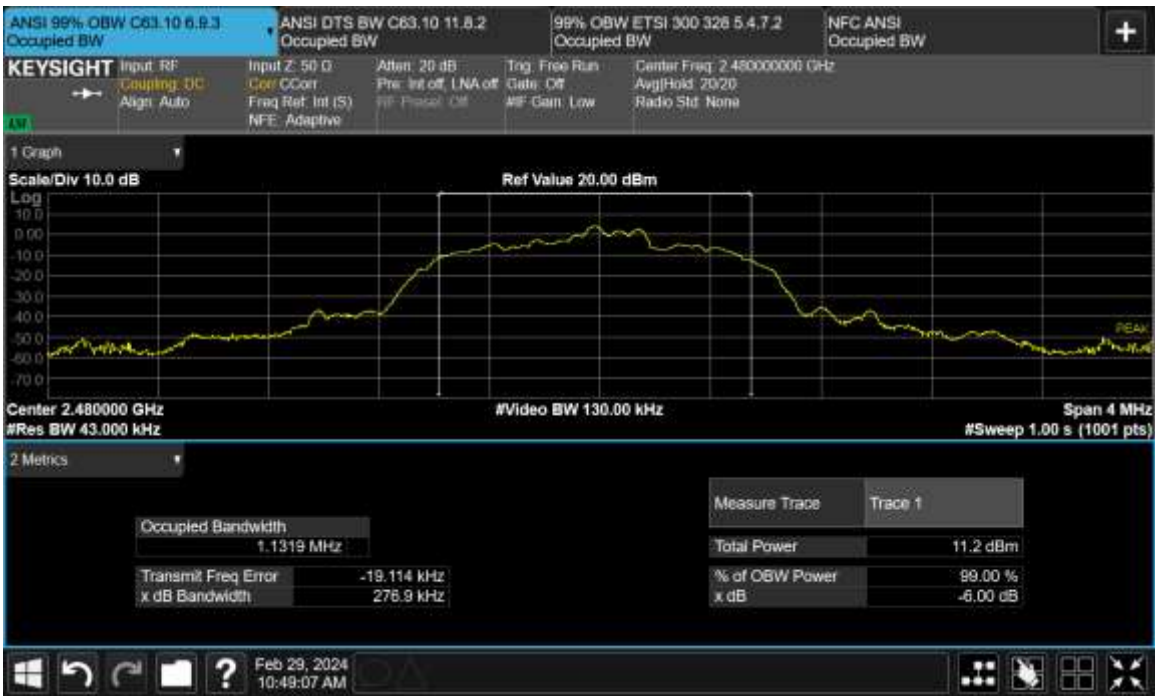 ANSI 99% OBW C63.10 6.9.3
Occupied BW
ANSI DTS BW C63.10 11.8.2
Occupied BW
99% OBW ETSI 300 328 5.4.7.2
Occupied BW
NFC ANSI
Occupied BW
+
KEYSIGHT
Input: RF
Coupling: DC
Align: Auto
Input Z: 50 Ω
Corr CCorr
Freq Ref: Int (S)
NFE: Adaptive
Atten: 20 dB
Pre: Int off, LNA off
Trig: Free Run
Gate: Off
#IF Gain: Low
Center Freq: 2.480000000 GHz
Avg|Hold: 20/20
Radio Std: None
1 Graph
Scale/Div 10.0 dB
Ref Value 20.00 dBm
Log
10.0
0.00
-10.0
-20.0
-30.0
-40.0
-50.0
-60.0
-70.0
PEAK
Center 2.480000 GHz
#Video BW 130.00 kHz
Span 4 MHz
#Res BW 43.000 kHz
#Sweep 1.00 s (1001 pts)
2 Metrics
Measure Trace Trace 1
Occupied Bandwidth
1.1319 MHz
Total Power 11.2 dBm
Transmit Freq Error -19.114 kHz
% of OBW Power 99.00 %
x dB Bandwidth 276.9 kHz
x dB -6.00 dB
?
Feb 29, 2024
10:49:07 AM